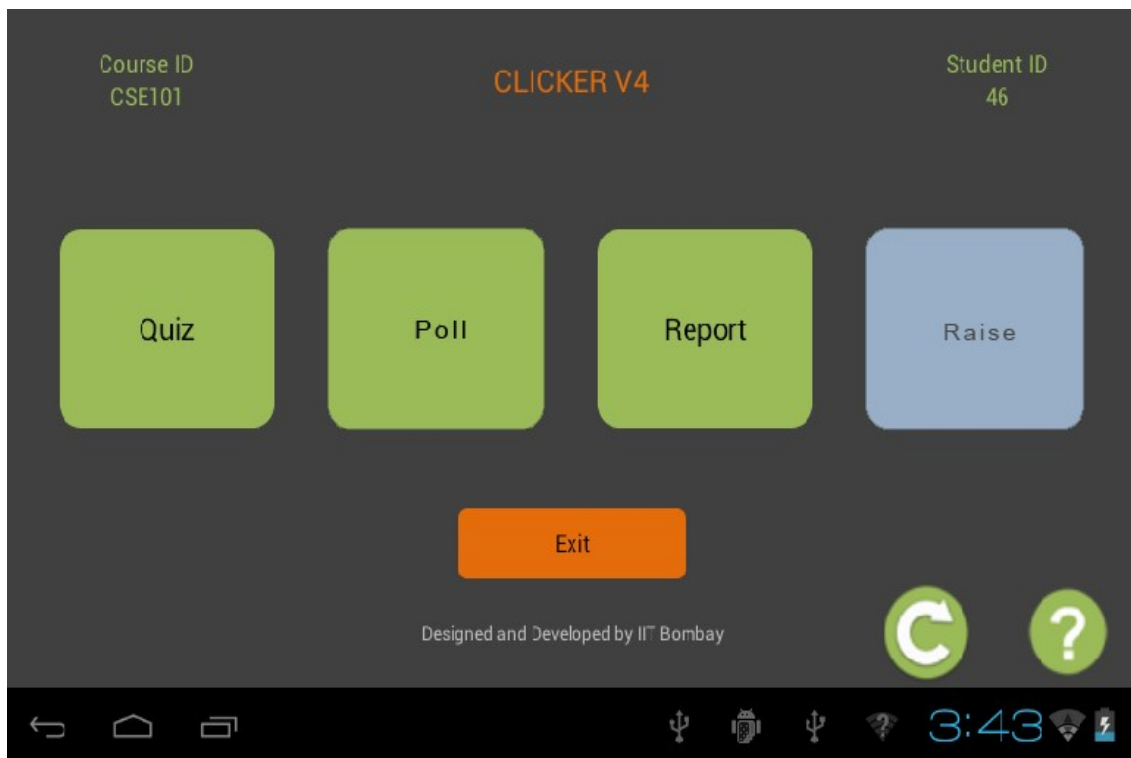 Course ID
CSE101
CLICKER V4
Student ID
46
Quiz
Poll
Report
Raise
Exit
Designed and Developed by IIT Bombay
?
3:43